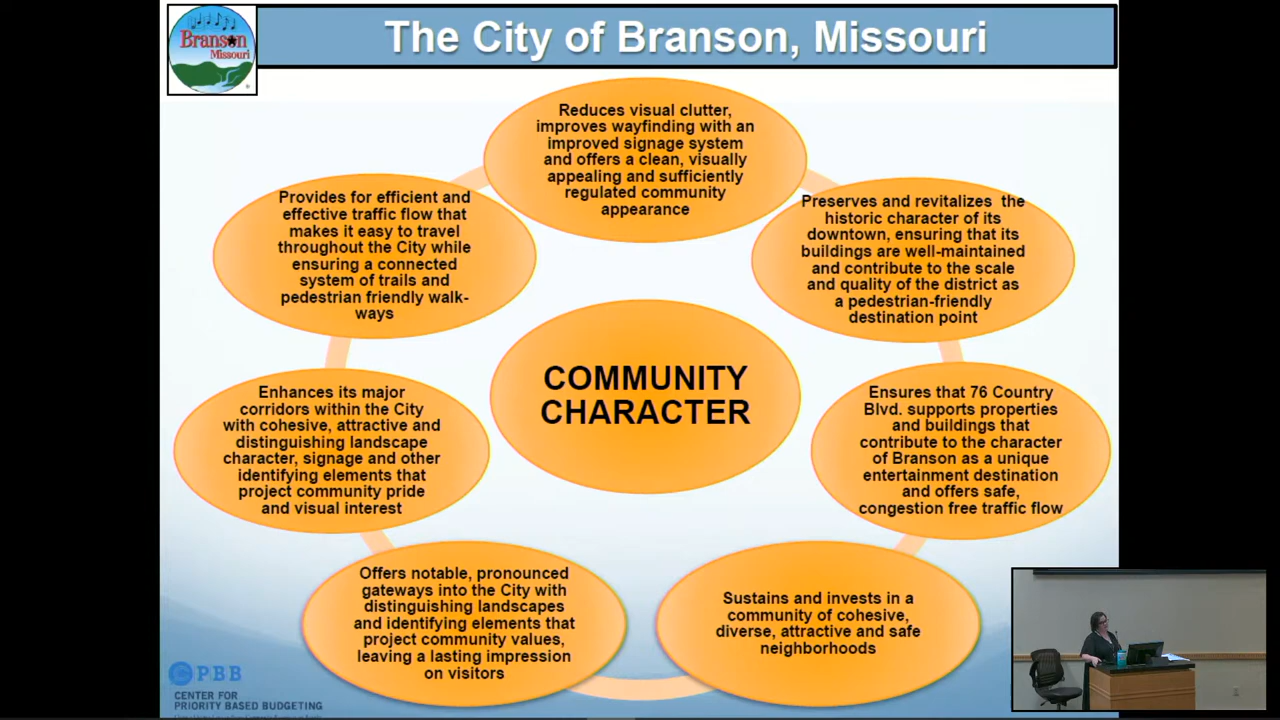 Branson
Missouri
The City of Branson, Missouri
Reduces visual clutter,
improves wayfinding with an
improved signage system
and offers a clean, visually
appealing and sufficiently
regulated community
appearance
Provides for efficient and
effective traffic flow that
makes it easy to travel
throughout the City while
ensuring a connected
system of trails and
pedestrian friendly walk-
ways
Preserves and revitalizes the
historic character of its
downtown, ensuring that its
buildings are well-maintained
and contribute to the scale
and quality of the district as
a pedestrian-friendly
destination point
COMMUNITY
CHARACTER
Enhances its major
corridors within the City
with cohesive, attractive and
distinguishing landscape
character, signage and other
identifying elements that
project community pride
and visual interest
Ensures that 76 Country
Blvd. supports properties
and buildings that
contribute to the character
of Branson as a unique
entertainment destination
and offers safe,
congestion free traffic flow
Offers notable, pronounced
gateways into the City with
distinguishing landscapes
and identifying elements that
project community values,
leaving a lasting impression
on visitors
Sustains and invests in a
community of cohesive,
diverse, attractive and safe
neighborhoods
PBB
CENTER FOR
PRIORITY BASED BUDGETING